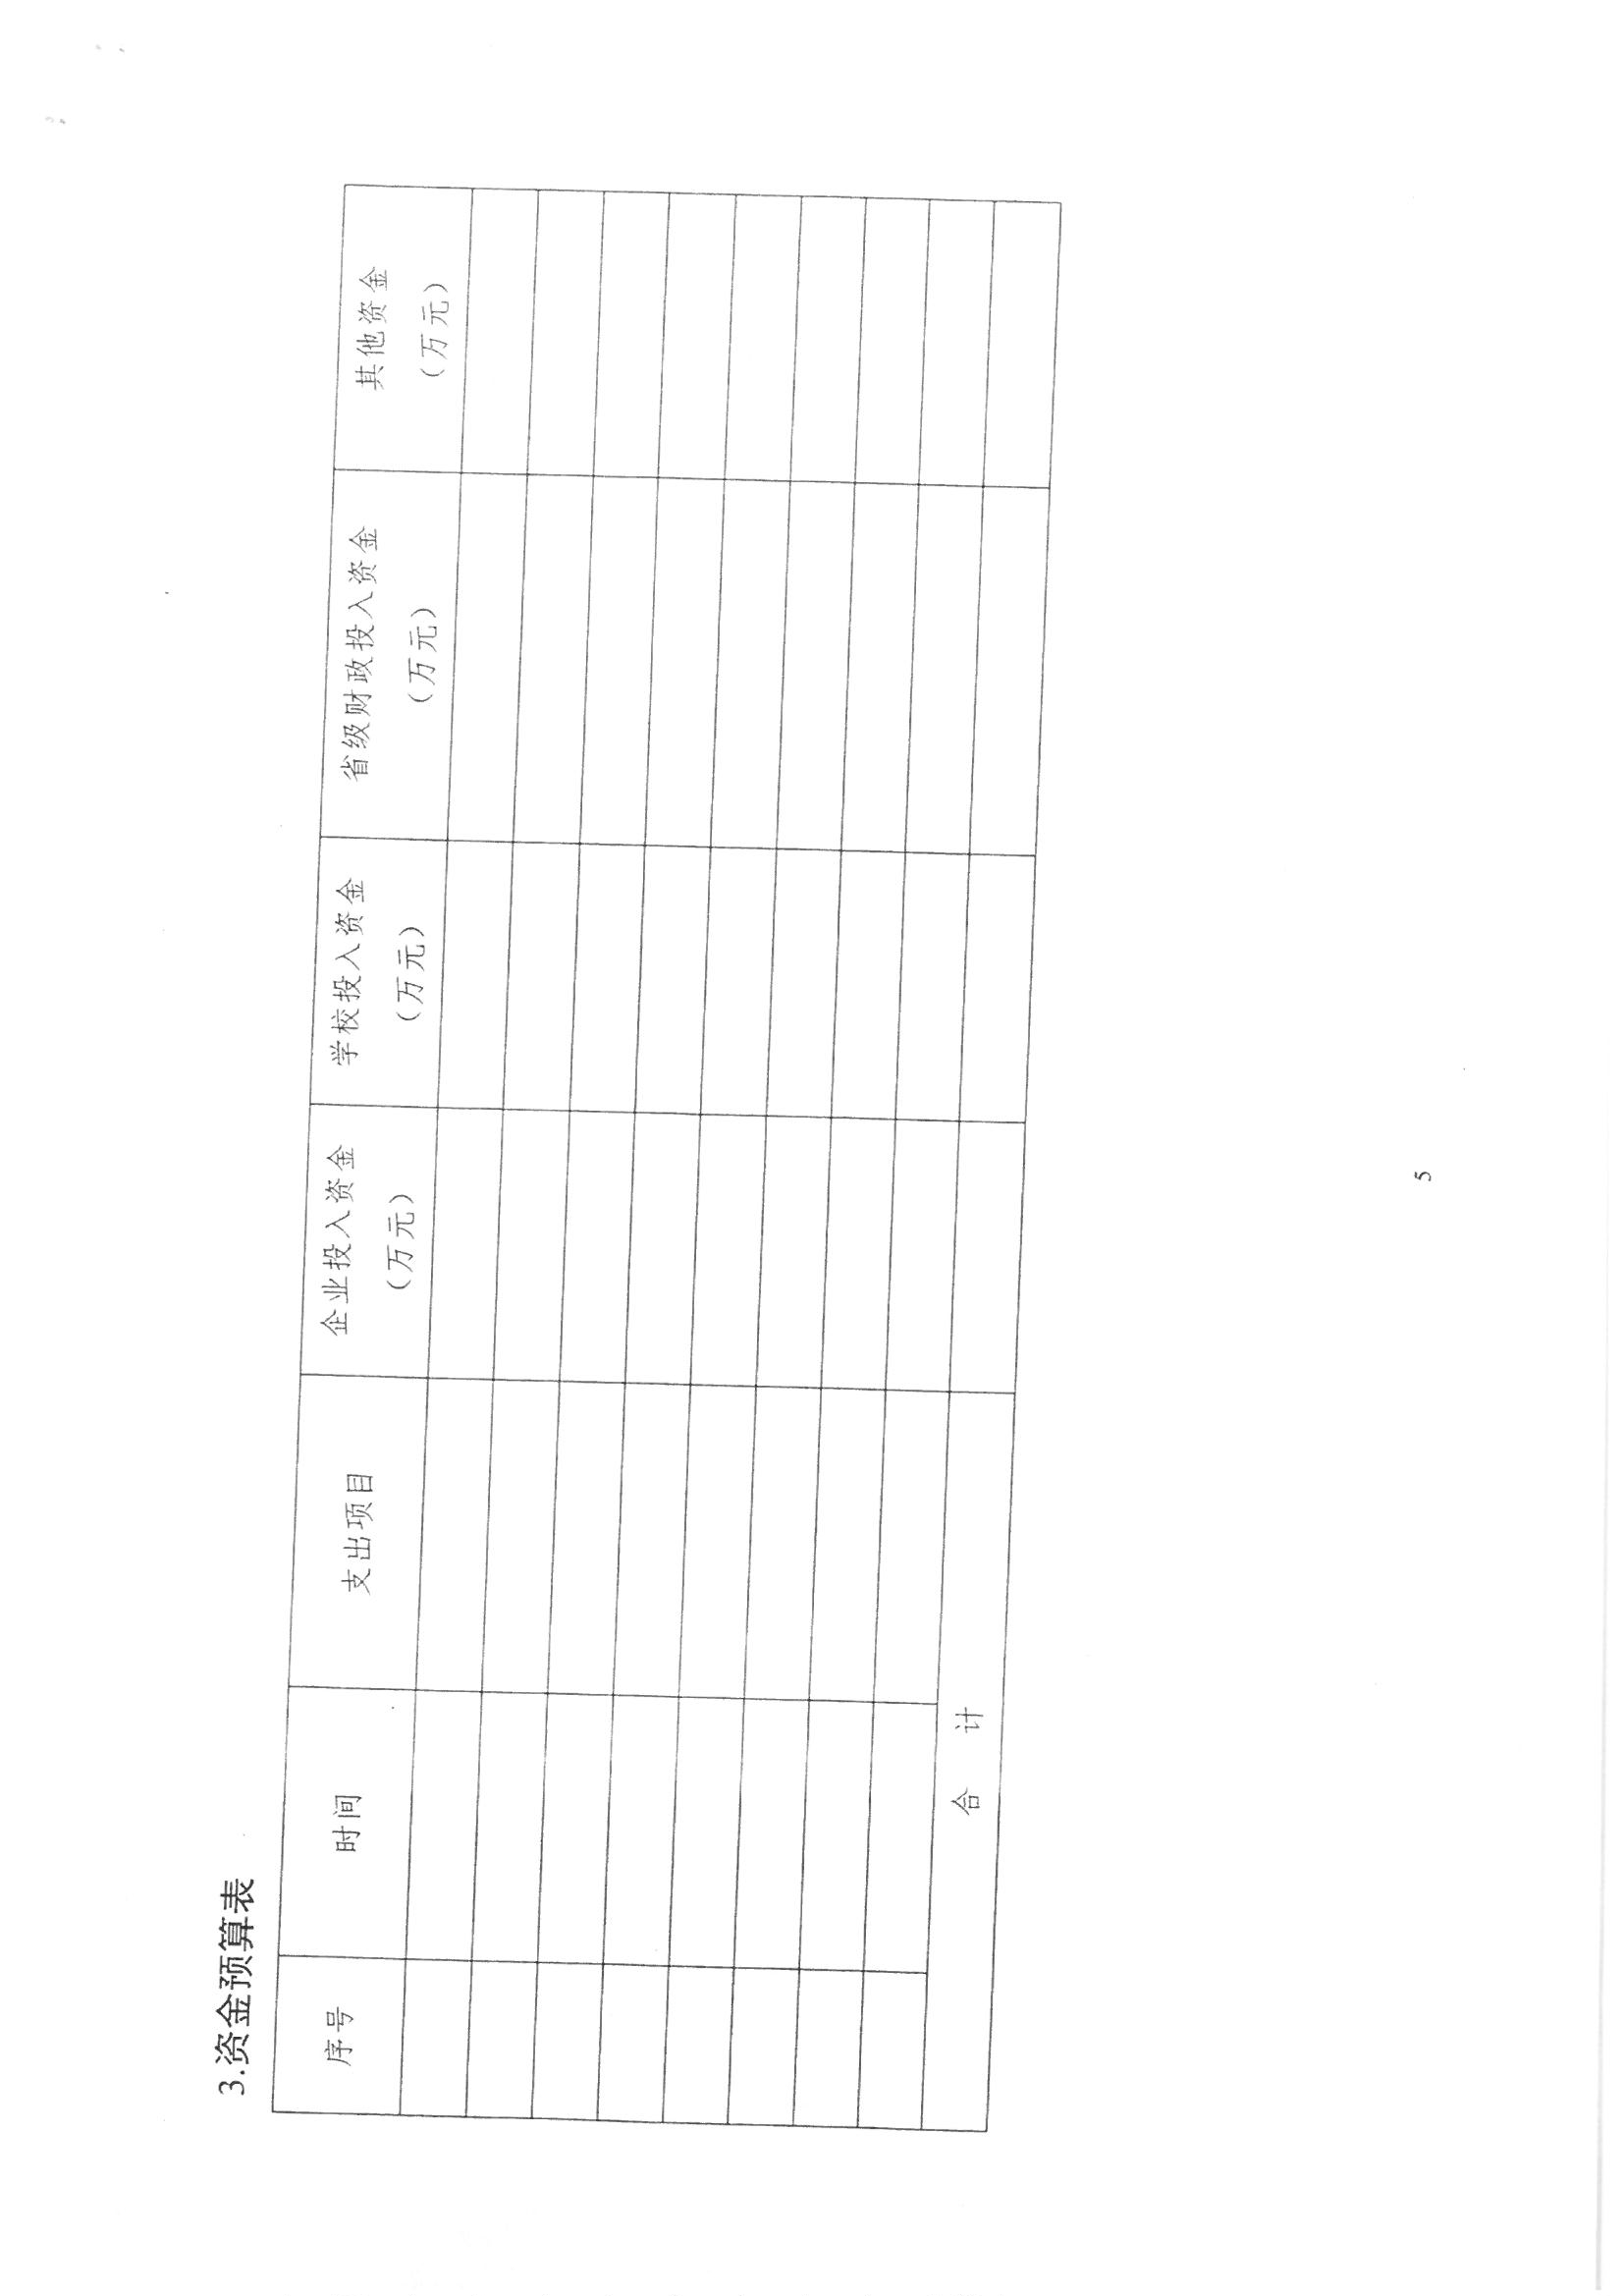 3.资金预算表
序号 时间 支出项目 企业投入资金 学校投入资金 省级财政投入资金 其他资金
（万元） （万元） （万元） （万元）
合 计
5